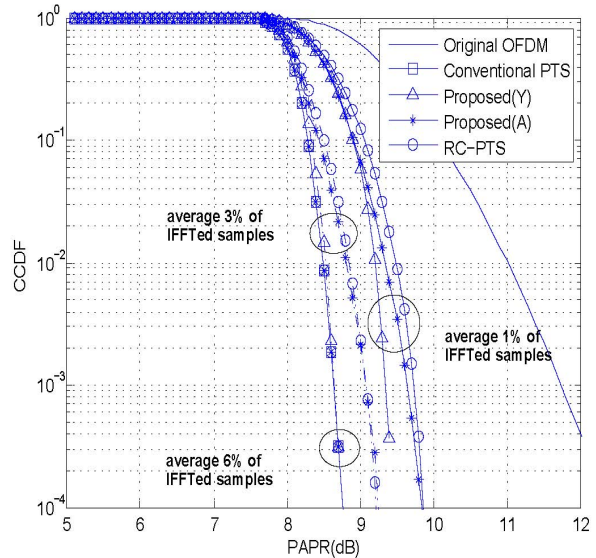 10^0
10^-1
10^-2
10^-3
10^-4
CCDF
Original OFDM
Conventional PTS
Proposed(Y)
Proposed(A)
RC-PTS
average 3% of
IFFTed samples
average 1% of
IFFTed samples
average 6% of
IFFTed samples
5 6 7 8 9 10 11 12
PAPR(dB)